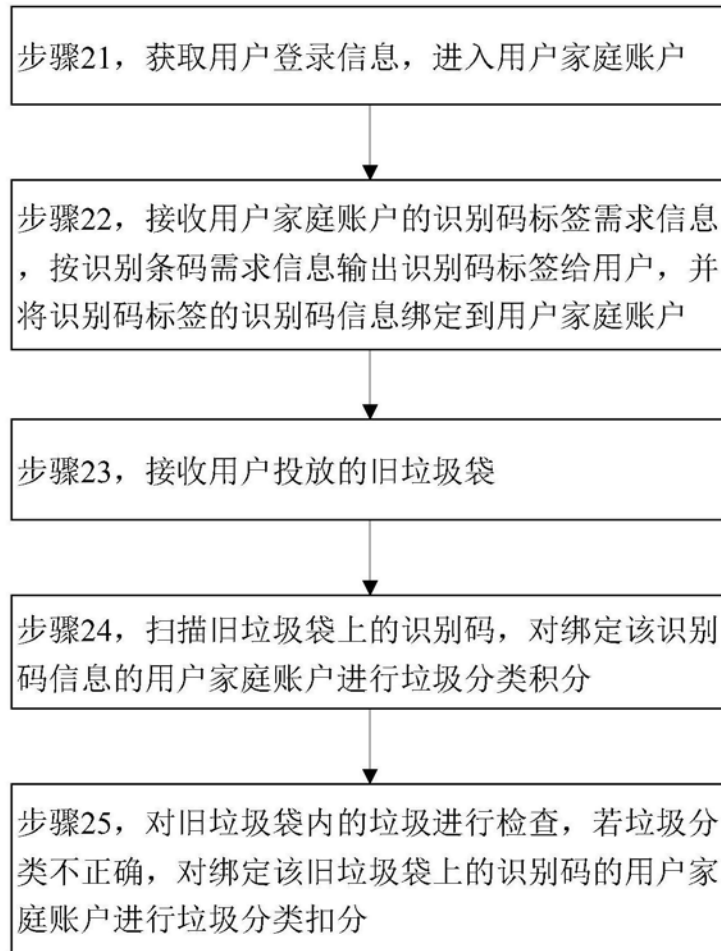 步骤21，获取用户登录信息，进入用户家庭账户
步骤22，接收用户家庭账户的识别码标签需求信息
，按识别条码需求信息输出识别码标签给用户，并
将识别码标签的识别码信息绑定到用户家庭账户
步骤23，接收用户投放的旧垃圾袋
步骤24，扫描旧垃圾袋上的识别码，对绑定该识别
码信息的用户家庭账户进行垃圾分类积分
步骤25，对旧垃圾袋内的垃圾进行检查，若垃圾分
类不正确，对绑定该旧垃圾袋上的识别码的用户家
庭账户进行垃圾分类扣分